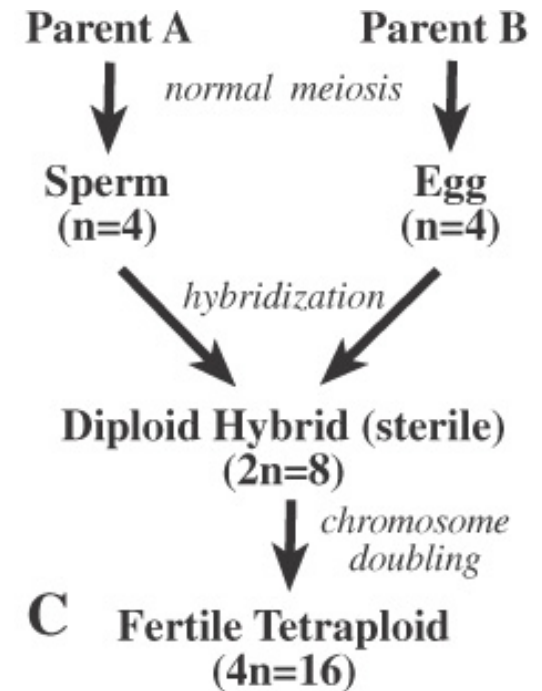 Parent A Parent B
normal meiosis
Sperm Egg
(n=4) (n=4)
hybridization
Diploid Hybrid (sterile)
(2n=8)
chromosome
doubling
C Fertile Tetraploid
(4n=16)